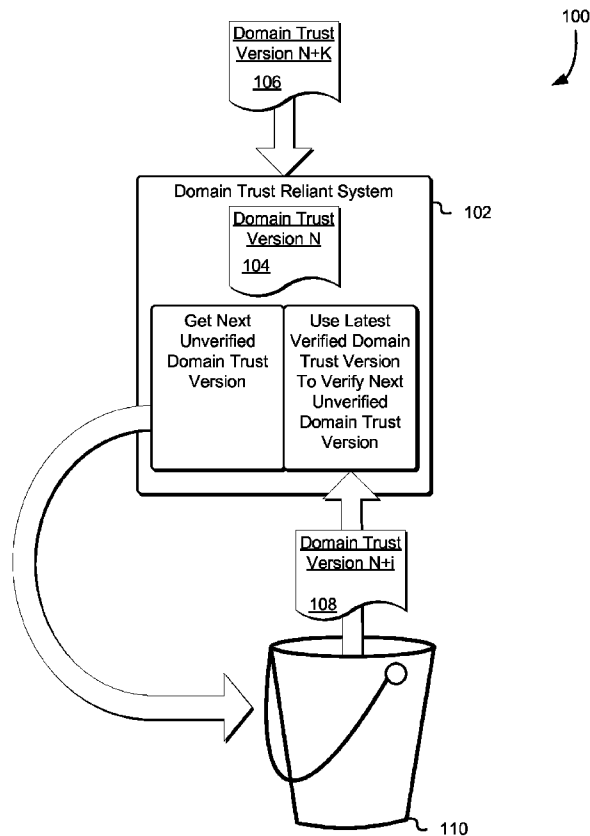 100
Domain Trust
Version N+K
106
Domain Trust Reliant System
102
Domain Trust
Version N
104
Get Next
Unverified
Domain Trust
Version
Use Latest
Verified Domain
Trust Version
To Verify Next
Unverified
Domain Trust
Version
Domain Trust
Version N+i
108
110